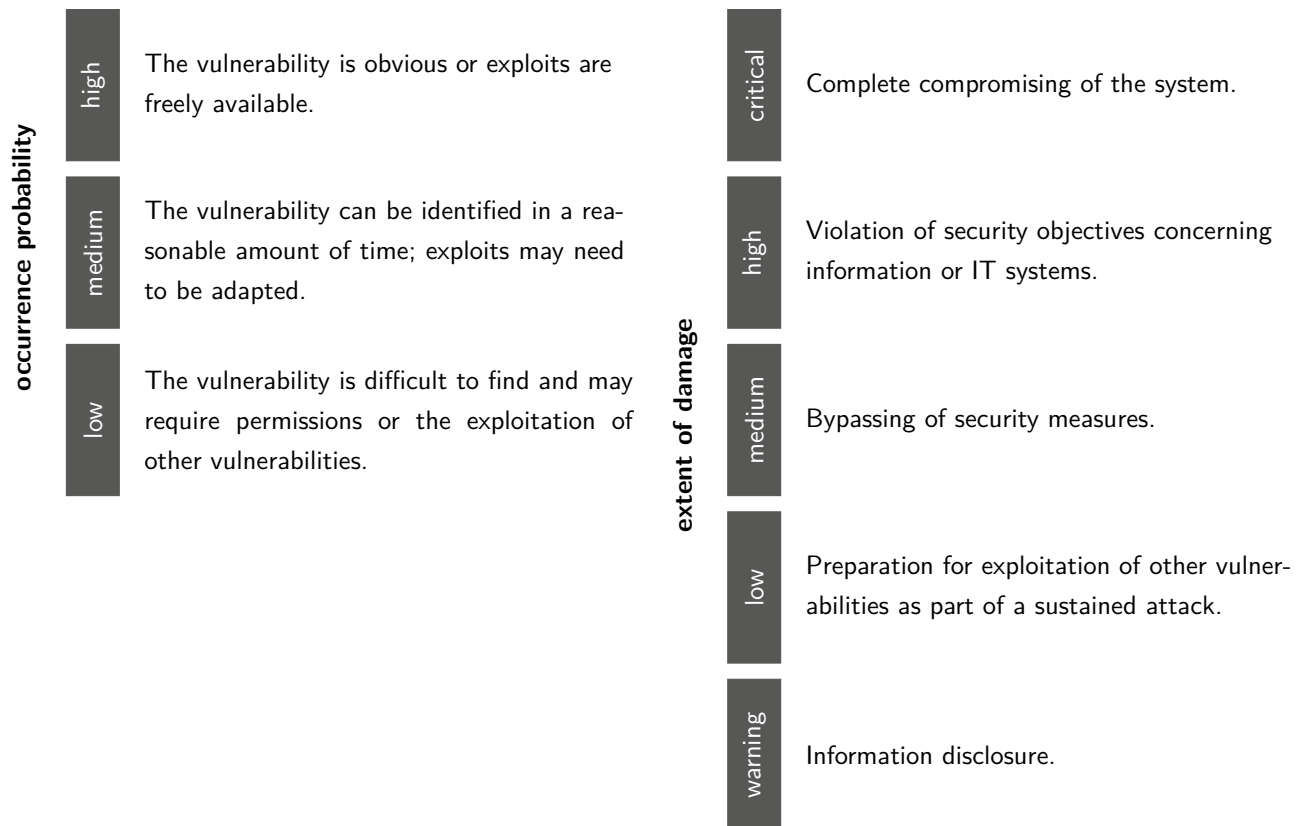 occurrence probability
high
The vulnerability is obvious or exploits are
freely available.
medium
The vulnerability can be identified in a rea-
sonable amount of time; exploits may need
to be adapted.
low
The vulnerability is difficult to find and may
require permissions or the exploitation of
other vulnerabilities.
extent of damage
critical
Complete compromising of the system.
high
Violation of security objectives concerning
information or IT systems.
medium
Bypassing of security measures.
low
Preparation for exploitation of other vulner-
abilities as part of a sustained attack.
warning
Information disclosure.